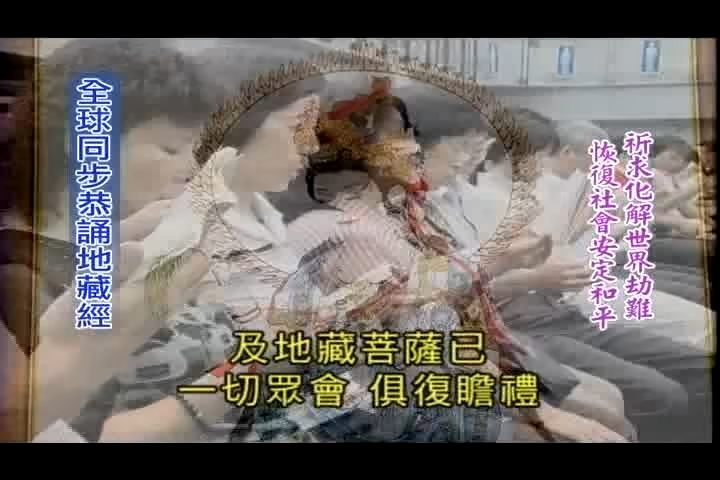 全球同步恭誦地藏經
祈求化解世界劫難
恢復社會安定和平
及地藏菩薩已
一切眾會 俱復瞻禮